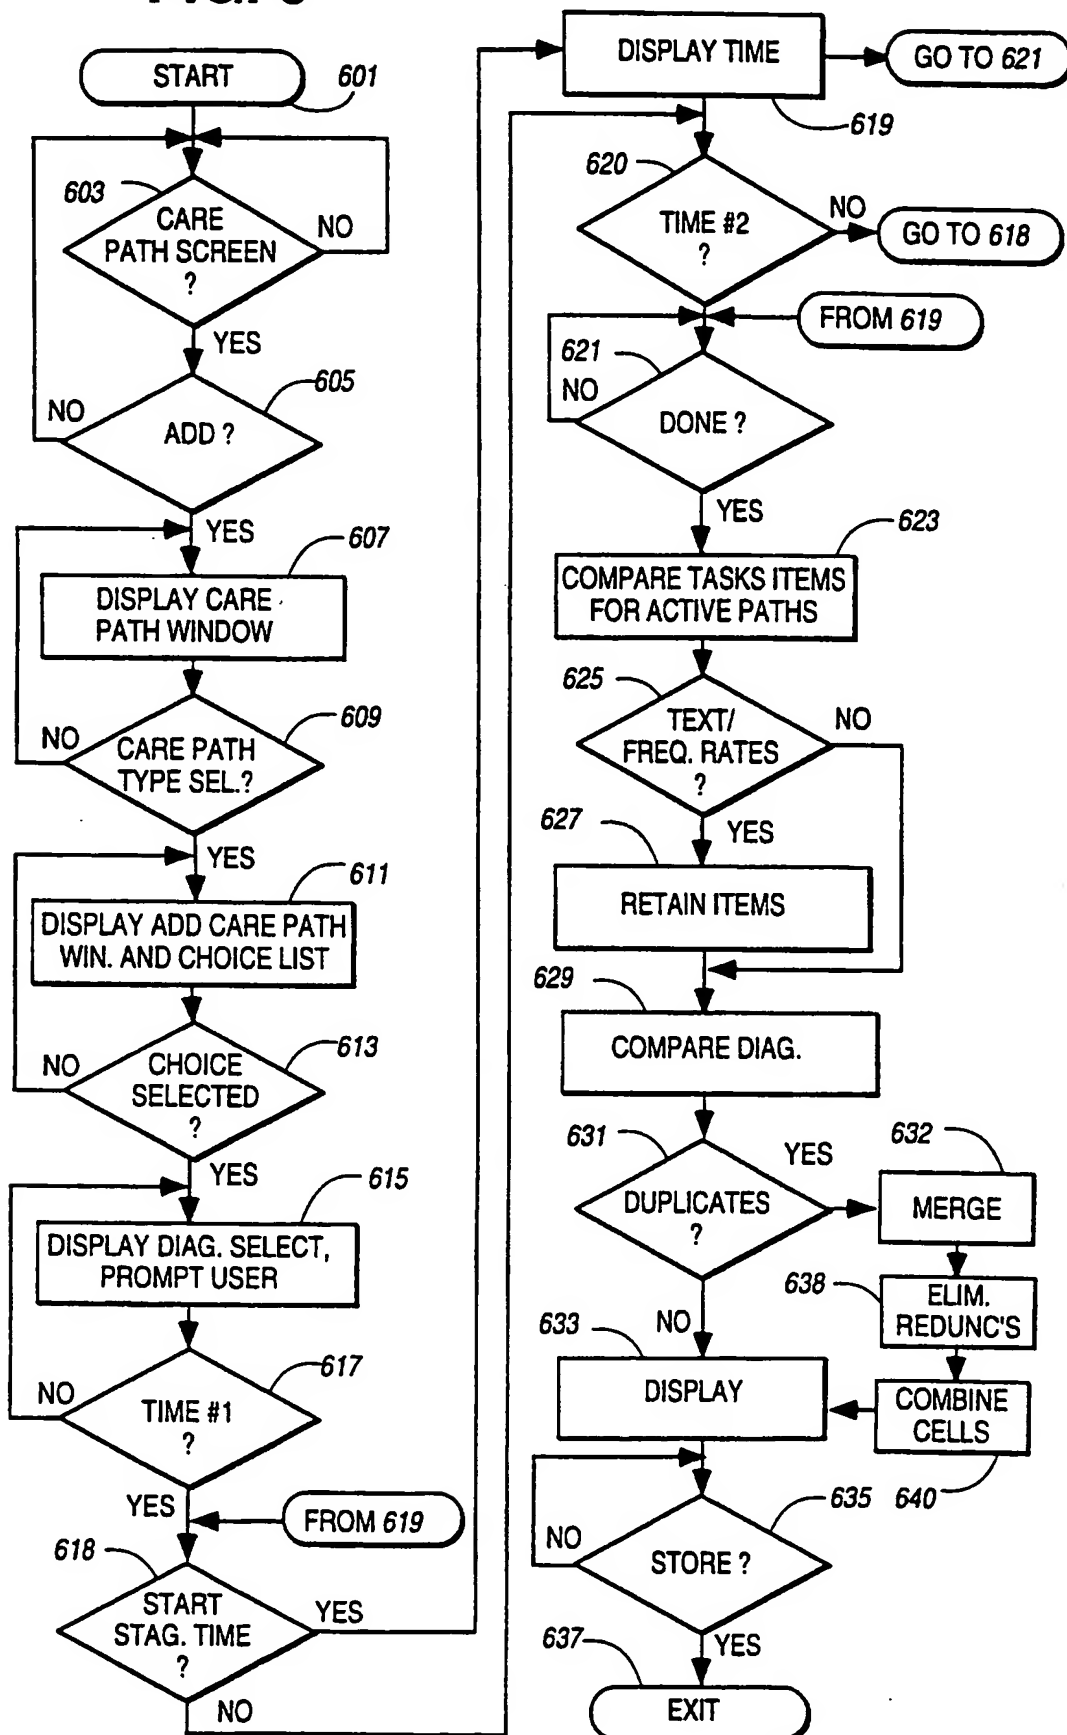 START
601
603
CARE
PATH SCREEN
?
NO
YES
605
NO
ADD ?
YES
607
DISPLAY CARE
PATH WINDOW
609
NO
CARE PATH
TYPE SEL.?
YES
611
DISPLAY ADD CARE PATH
WIN. AND CHOICE LIST
613
NO
CHOICE
SELECTED
?
YES
615
DISPLAY DIAG. SELECT,
PROMPT USER
617
NO
TIME #1
?
YES
FROM 619
618
START
STAG. TIME
?
YES
NO
DISPLAY TIME
GO TO 621
619
620
TIME #2
?
NO
GO TO 618
FROM 619
621
NO
DONE ?
YES
623
COMPARE TASKS ITEMS
FOR ACTIVE PATHS
625
TEXT/
FREQ. RATES
?
NO
YES
627
RETAIN ITEMS
629
COMPARE DIAG.
631
YES
632
DUPLICATES
?
MERGE
638
ELIM.
REDUNC'S
NO
633
DISPLAY
COMBINE
CELLS
635
640
NO
STORE ?
YES
637
EXIT